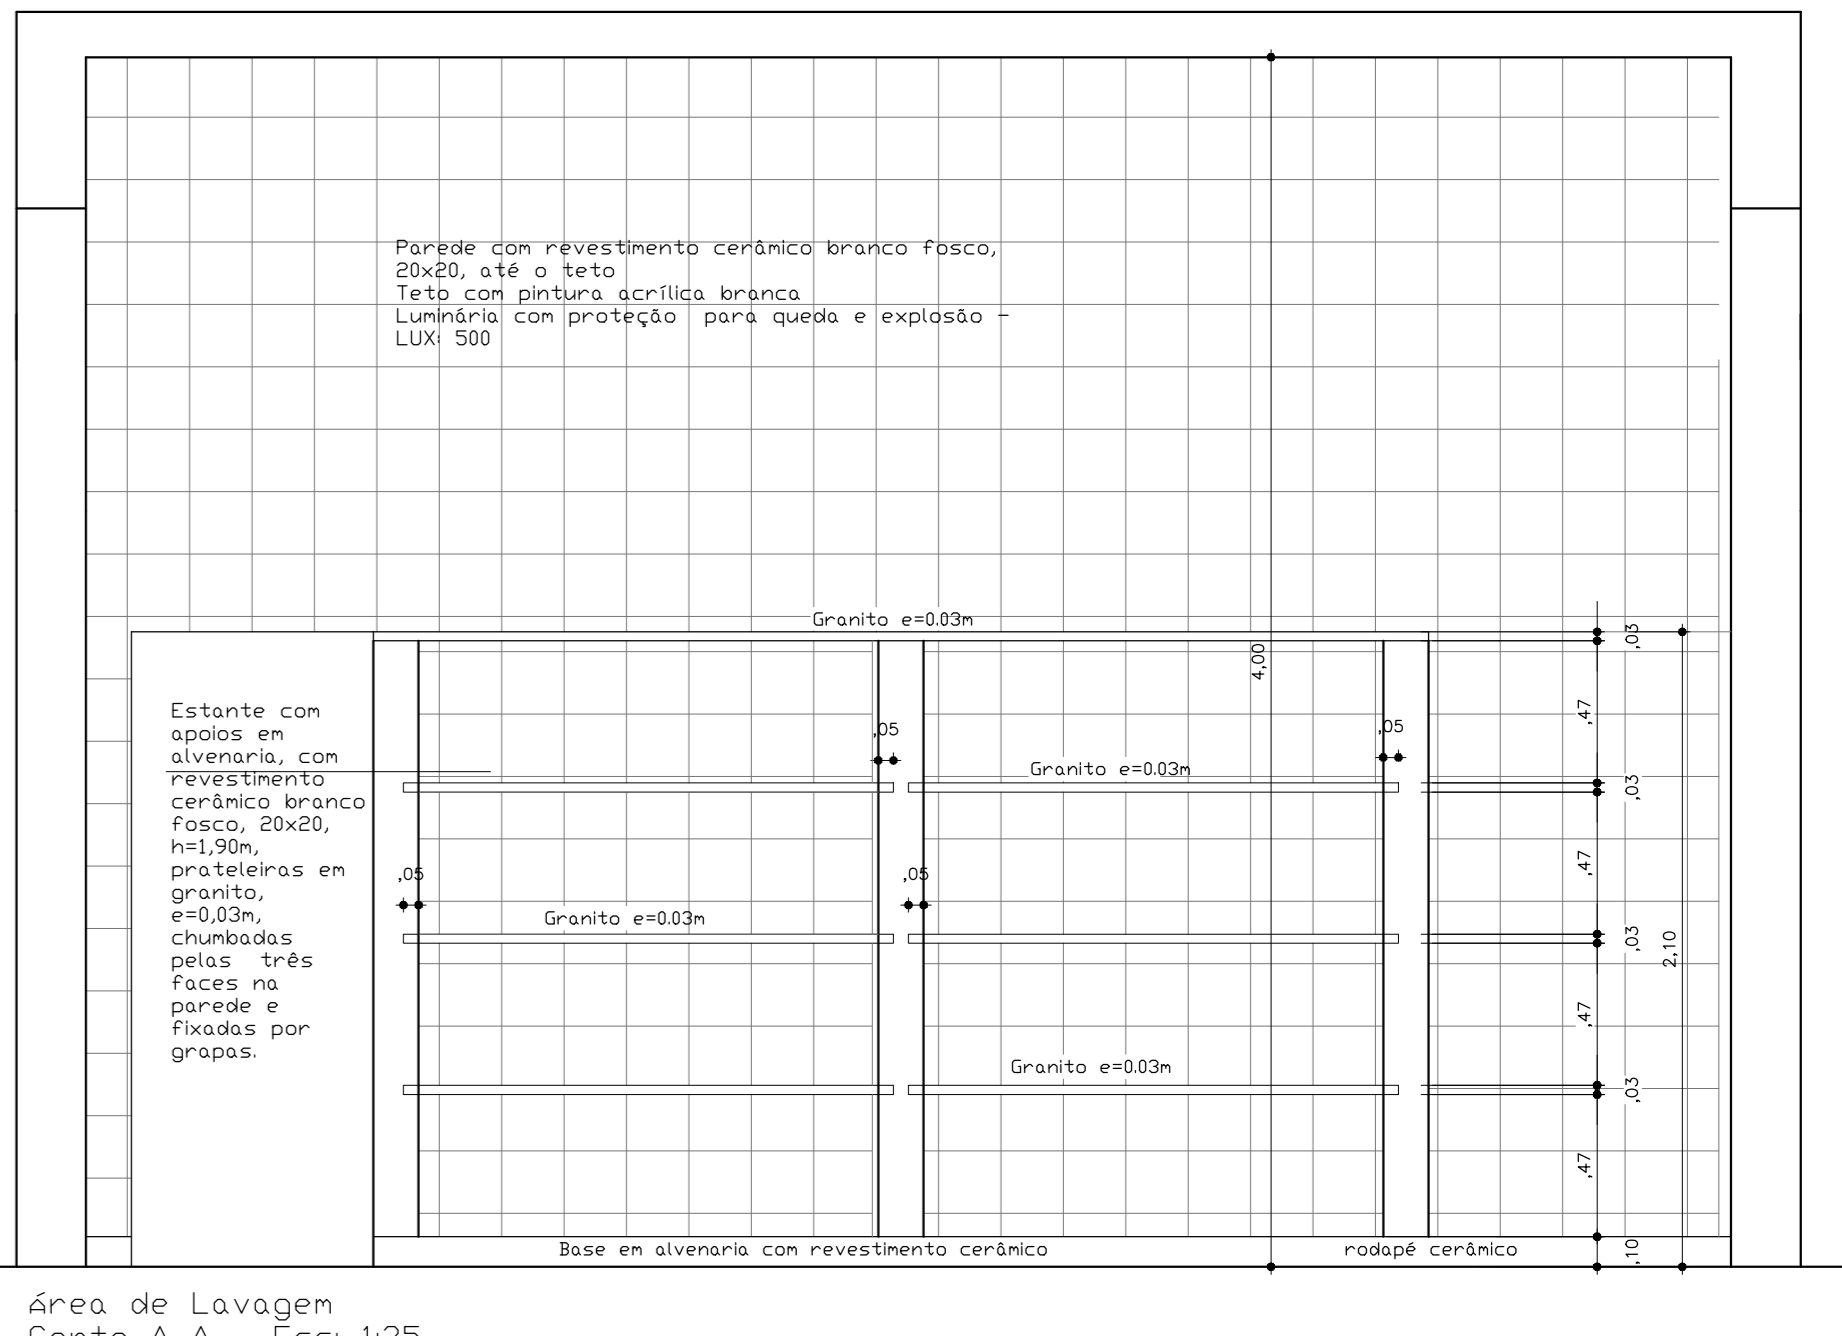 Parede com revestimento cerâmico branco fosco,
20x20, até o teto
Teto com pintura acrílica branca
Luminária com proteção para queda e explosão -
LUX: 500
Granito e=0.03m
,03
4,00
,47
Estante com
apoios em
alvenaria, com
revestimento
cerâmico branco
fosco, 20x20,
h=1,90m,
prateleiras em
granito,
e=0,03m,
chumbadas
pelas três
faces na
parede e
fixadas por
grapas.
,05
,05
Granito e=0.03m
,03
,05
,05
,47
Granito e=0.03m
,03
2,10
,47
Granito e=0.03m
,03
,47
Base em alvenaria com revestimento cerâmico
rodapé cerâmico
,10
Área de Lavagem
Corte A-A - Esc: 1:25